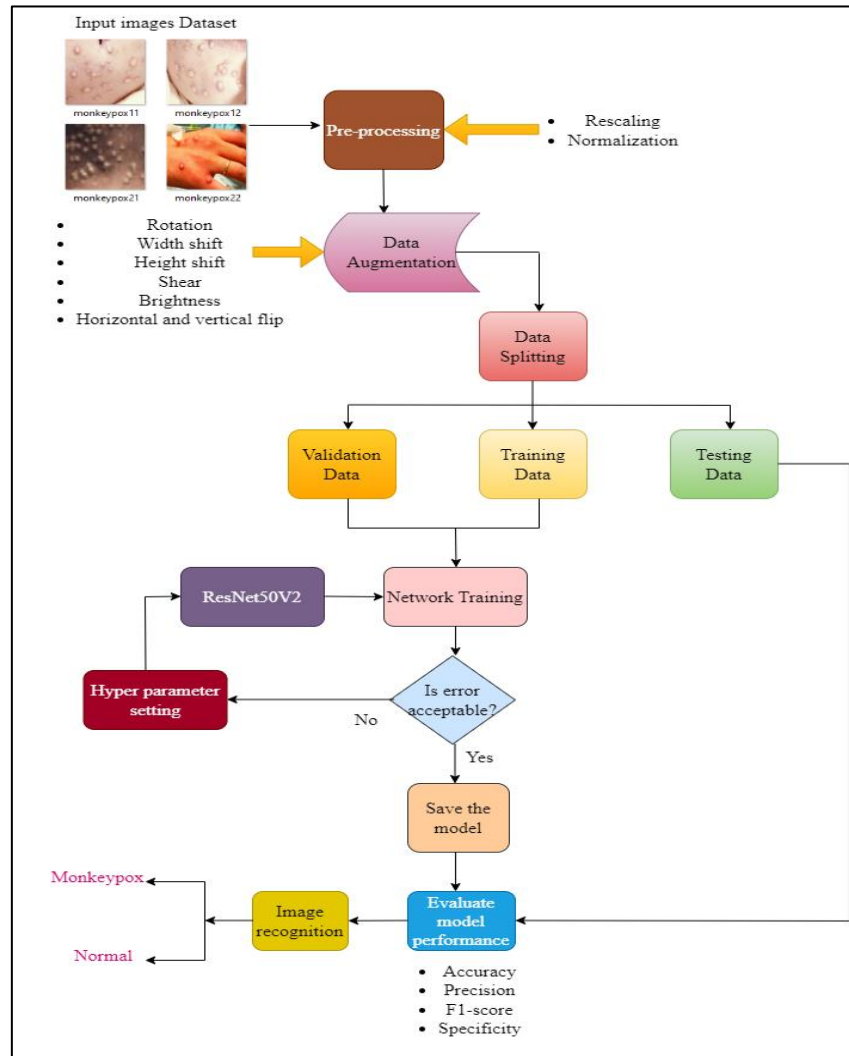 Input images Dataset
monkeypox11
monkeypox12
monkeypox21
monkeypox22
Pre-processing
• Rescaling
• Normalization
• Rotation
• Width shift
• Height shift
• Shear
• Brightness
• Horizontal and vertical flip
Data
Augmentation
Data
Splitting
Validation
Data
Training
Data
Testing
Data
ResNet50V2
Network Training
Hyper parameter
setting
Is error
acceptable?
No
Yes
Save the
model
Monkeypox
Normal
Image
recognition
Evaluate
model
performance
• Accuracy
• Precision
• F1-score
• Specificity